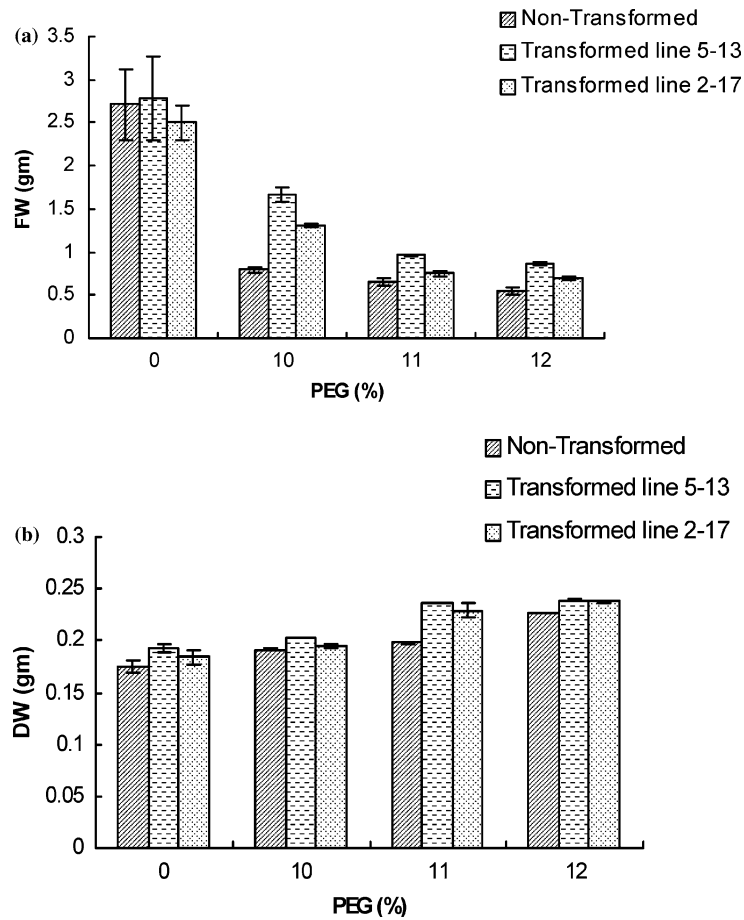 (a)
Non-Transformed
Transformed line 5-13
Transformed line 2-17
FW (gm)
3.5
3
2.5
2
1.5
1
0.5
0
0 10 11 12
PEG (%)
(b)
Non-Transformed
Transformed line 5-13
Transformed line 2-17
DW (gm)
0.3
0.25
0.2
0.15
0.1
0.05
0
0 10 11 12
PEG (%)